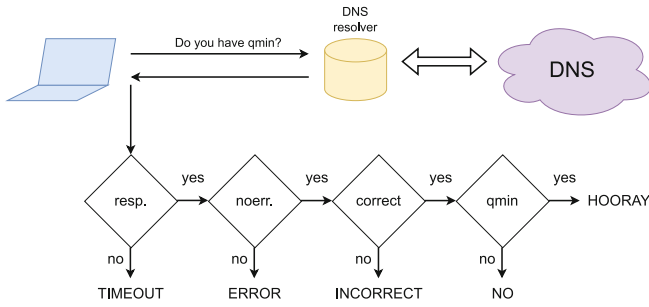 DNS
resolver
Do you have qmin?
DNS
resp.
yes
noerr.
yes
correct
yes
qmin
yes
HOORAY
no
no
no
no
TIMEOUT
ERROR
INCORRECT
NO